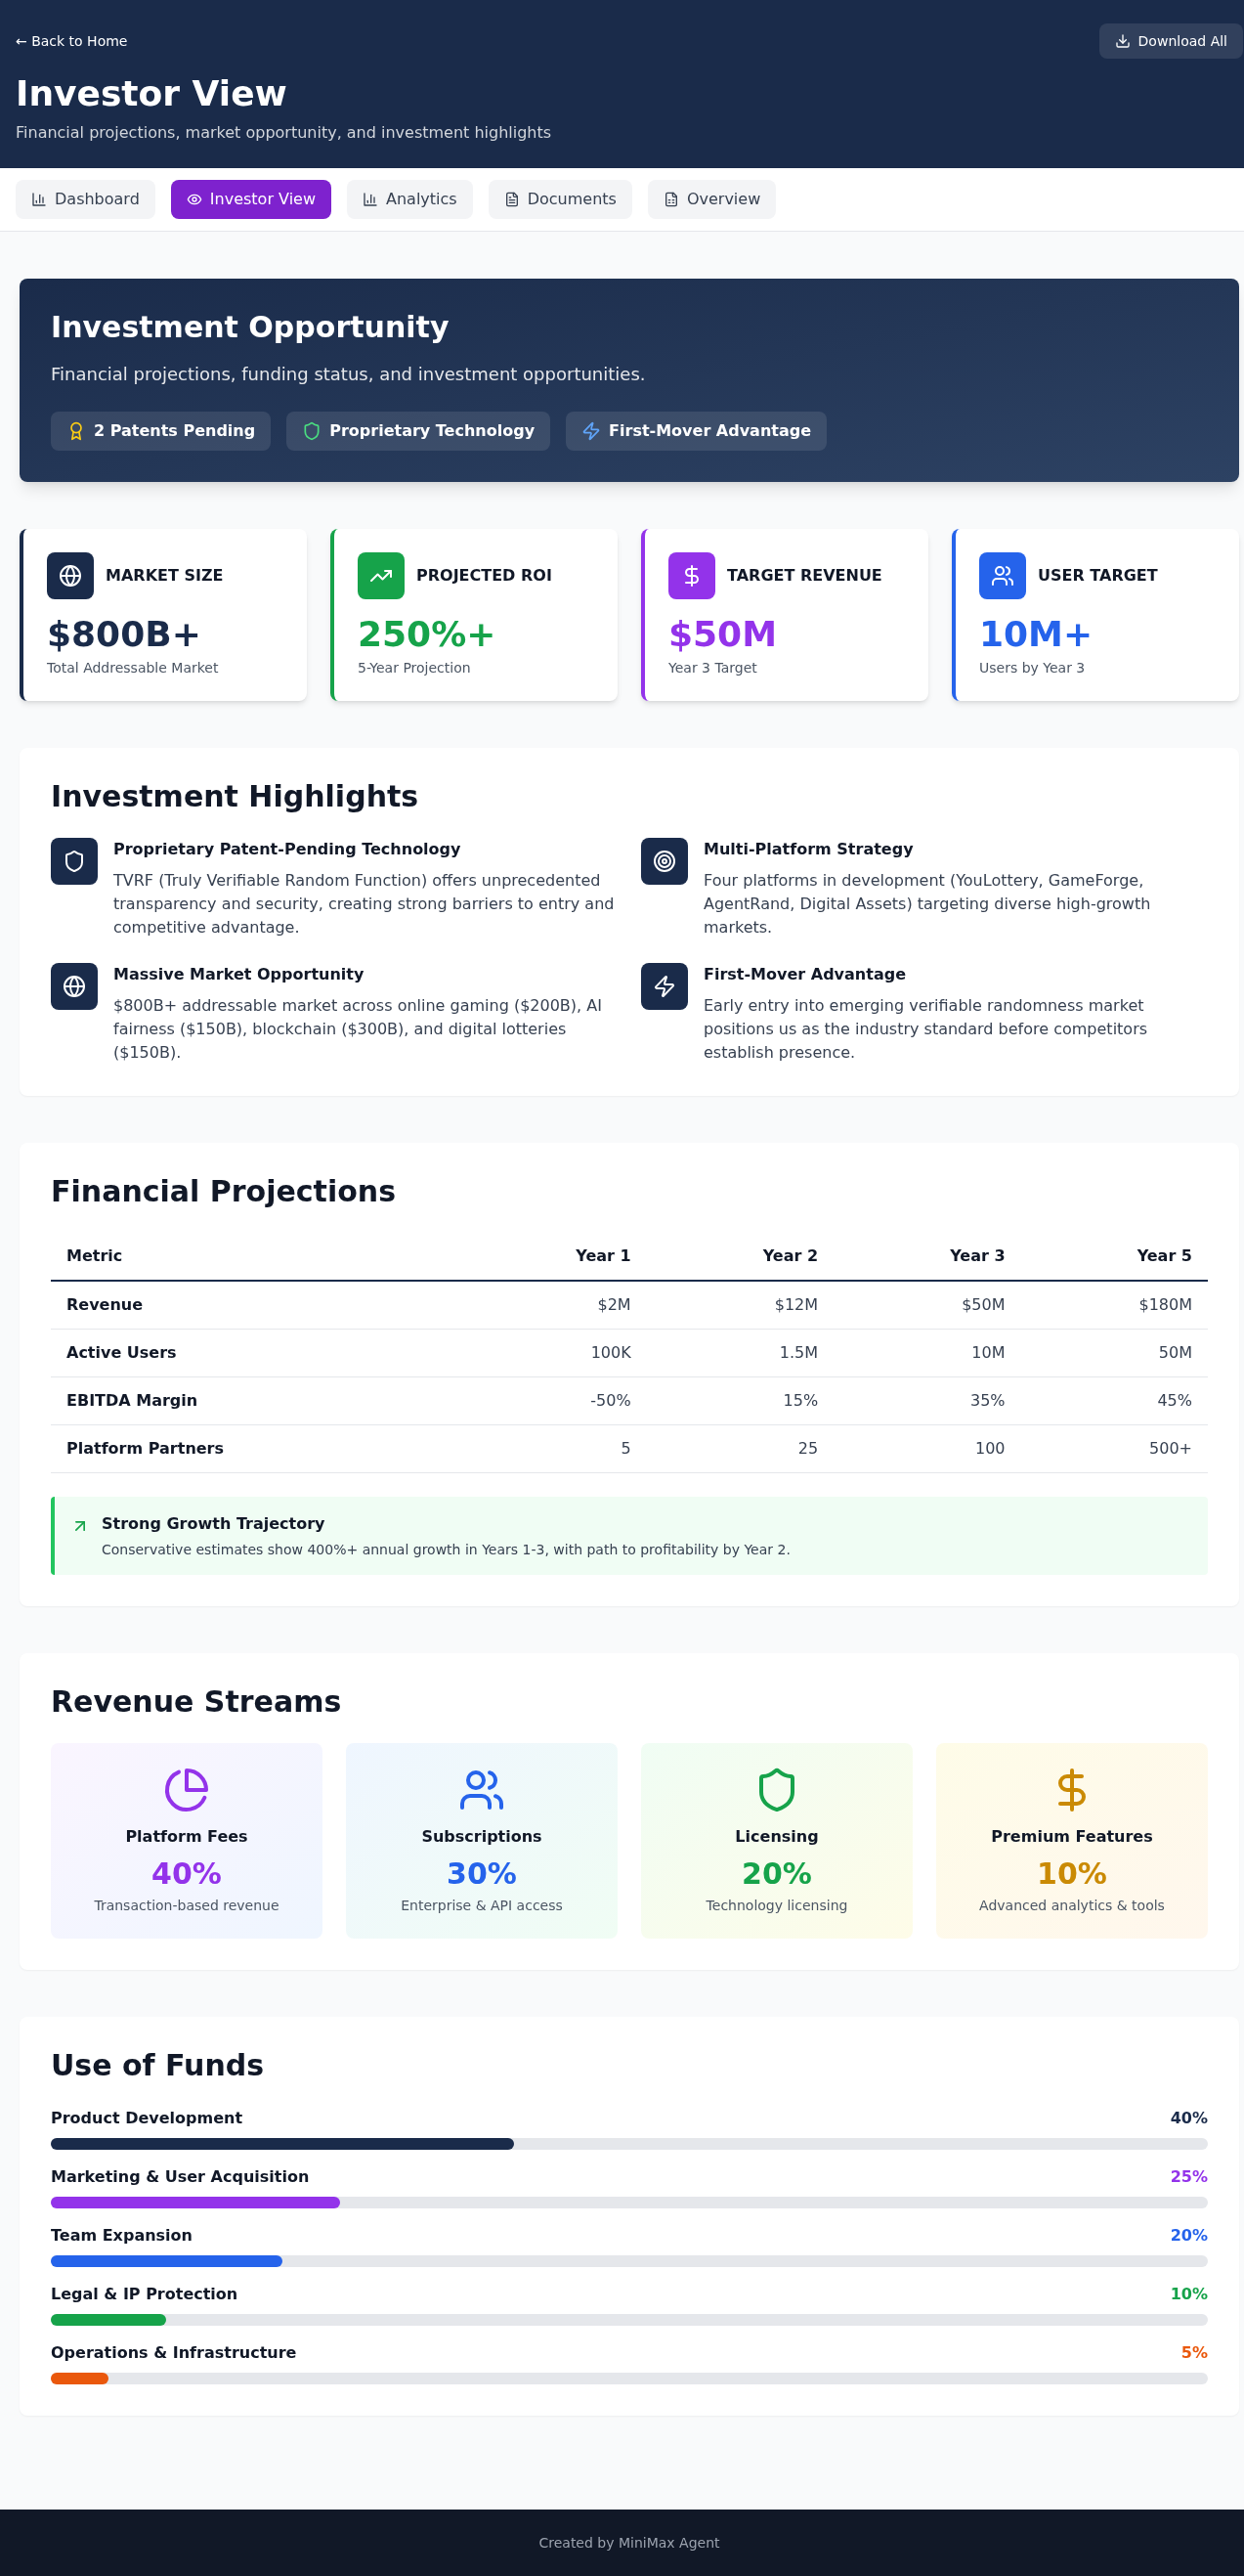 ← Back to Home
Download All
Investor View
Financial projections, market opportunity, and investment highlights
Dashboard
Investor View
Analytics
Documents
Overview
Investment Opportunity
Financial projections, funding status, and investment opportunities.
2 Patents Pending
Proprietary Technology
First-Mover Advantage
MARKET SIZE
$800B+
Total Addressable Market
PROJECTED ROI
250%+
5-Year Projection
TARGET REVENUE
$50M
Year 3 Target
USER TARGET
10M+
Users by Year 3
Investment Highlights
Proprietary Patent-Pending Technology
TVRF (Truly Verifiable Random Function) offers unprecedented
transparency and security, creating strong barriers to entry and
competitive advantage.
Multi-Platform Strategy
Four platforms in development (YouLottery, GameForge,
AgentRand, Digital Assets) targeting diverse high-growth
markets.
Massive Market Opportunity
$800B+ addressable market across online gaming ($200B), AI
fairness ($150B), blockchain ($300B), and digital lotteries
($150B).
First-Mover Advantage
Early entry into emerging verifiable randomness market
positions us as the industry standard before competitors
establish presence.
Financial Projections
Metric Year 1 Year 2 Year 3 Year 5
Revenue $2M $12M $50M $180M
Active Users 100K 1.5M 10M 50M
EBITDA Margin -50% 15% 35% 45%
Platform Partners 5 25 100 500+
Strong Growth Trajectory
Conservative estimates show 400%+ annual growth in Years 1-3, with path to profitability by Year 2.
Revenue Streams
Platform Fees
40%
Transaction-based revenue
Subscriptions
30%
Enterprise & API access
Licensing
20%
Technology licensing
Premium Features
10%
Advanced analytics & tools
Use of Funds
Product Development 40%
Marketing & User Acquisition 25%
Team Expansion 20%
Legal & IP Protection 10%
Operations & Infrastructure 5%
Created by MiniMax Agent